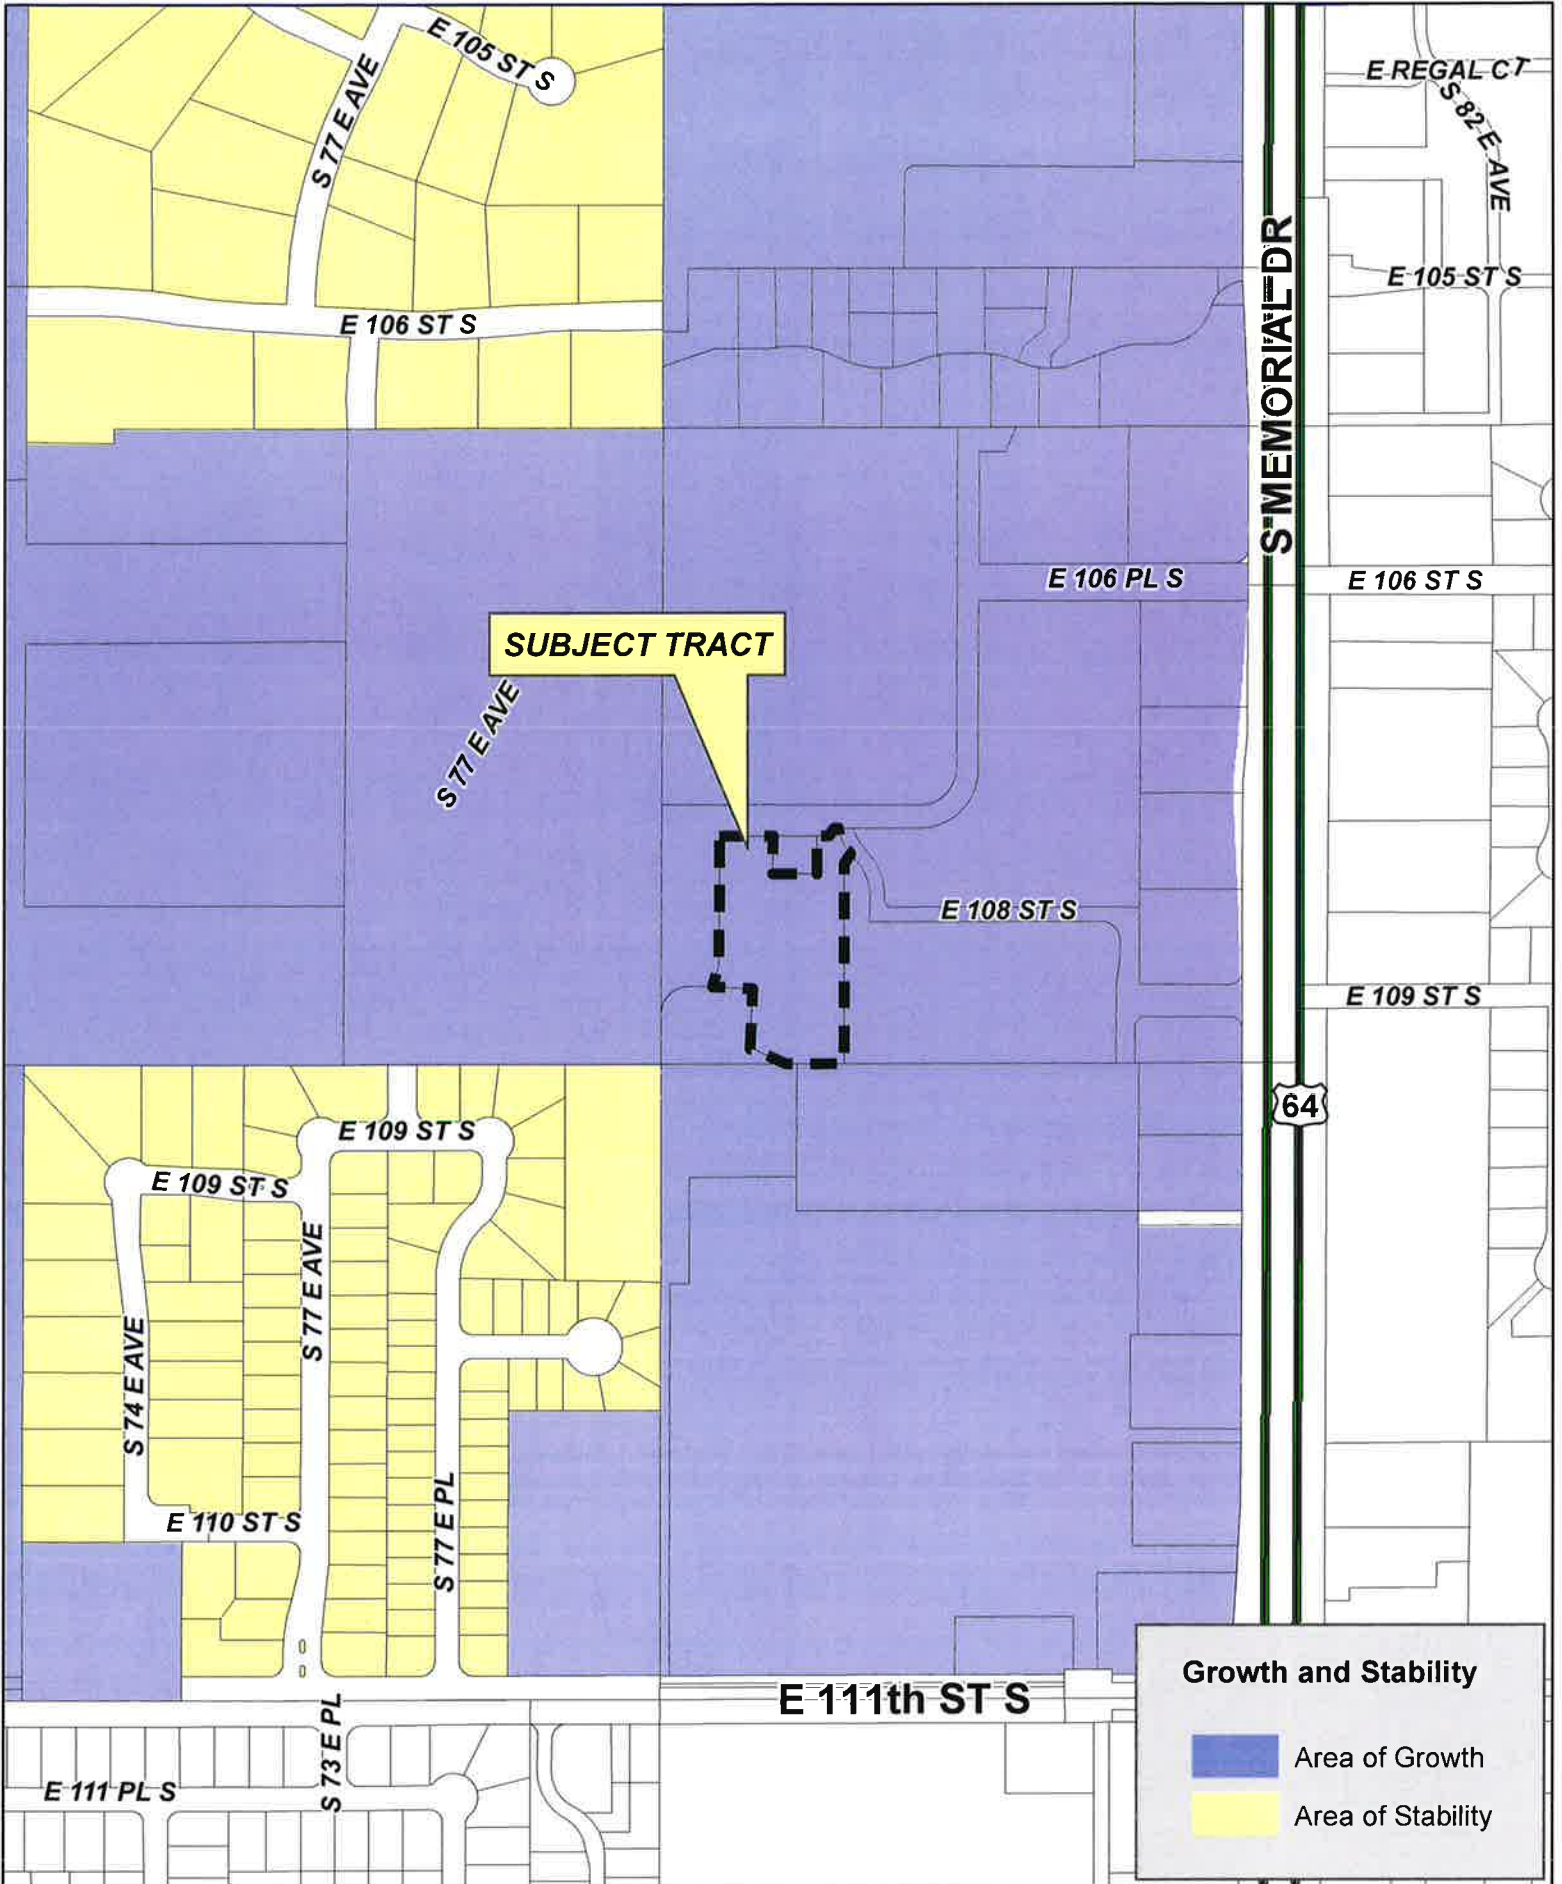 E 105 ST S
S 77 E AVE
E REGAL CT
S 82 E AVE
S MEMORIAL DR
E 105 ST S
E 106 ST S
E 106 PL S
E 106 ST S
SUBJECT TRACT
S 77 E AVE
E 108 ST S
E 109 ST S
64
E 109 ST S
E 109 ST S
S 77 E AVE
S 74 E AVE
S 77 E PL
E 110 ST S
E 111th ST S
S 73 E PL
E 111 PL S
Growth and Stability
Area of Growth
Area of Stability